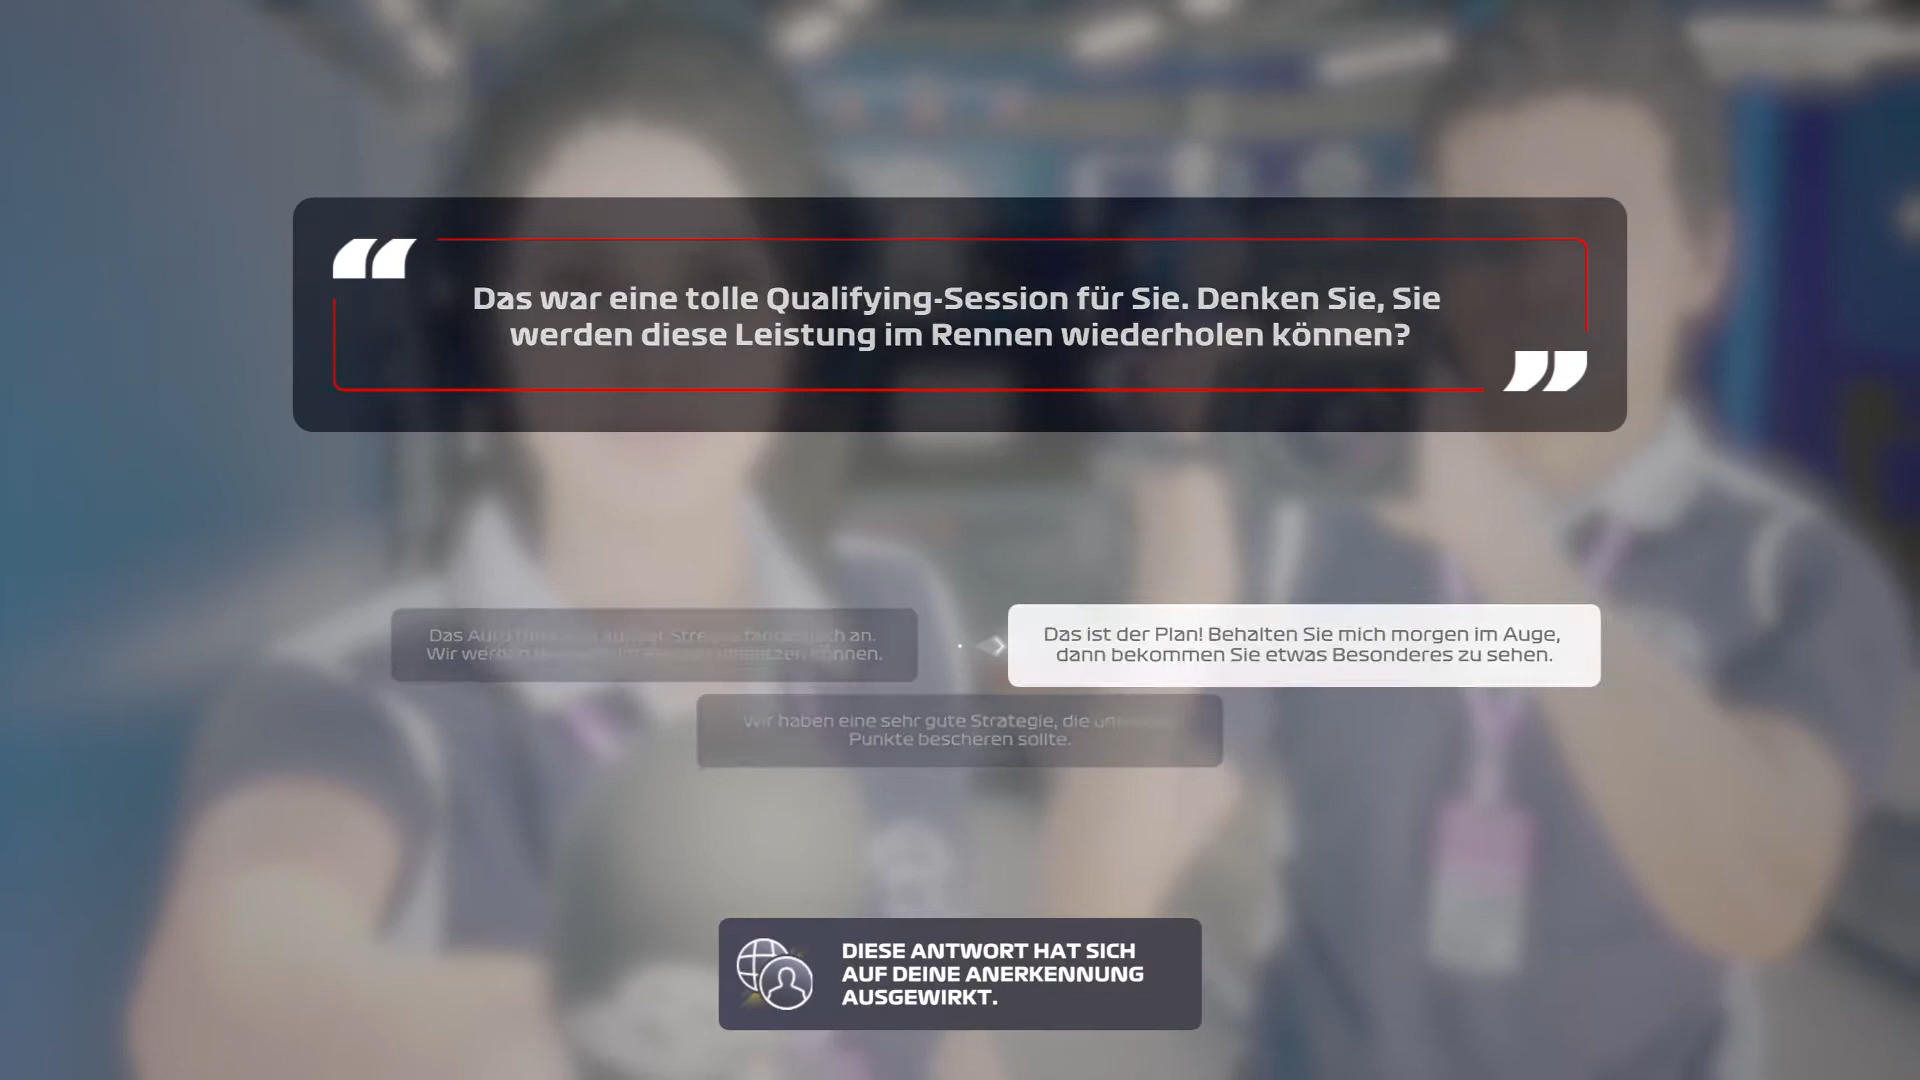 Das war eine tolle Qualifying-Session für Sie. Denken Sie, Sie
werden diese Leistung im Rennen wiederholen können?
Das ist der Plan! Behalten Sie mich morgen im Auge,
dann bekommen Sie etwas Besonderes zu sehen.
Das an.
Wir können.
Wir haben eine sehr gute Strategie, die
Punkte bescheren sollte.
DIESE ANTWORT HAT SICH
AUF DEINE ANERKENNUNG
AUSGEWIRKT.